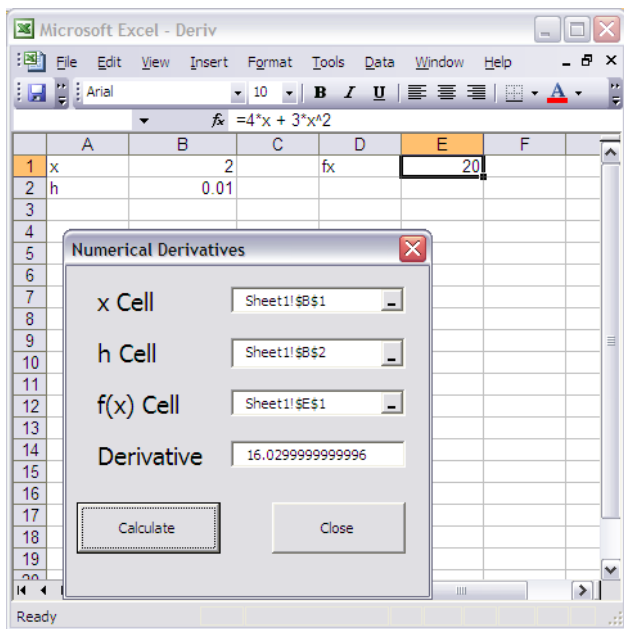 Microsoft Excel - Deriv
File Edit View Insert Format Tools Data Window Help
Arial 10 B I U A
fx =4*x + 3*x^2
A B C D E F
1 x 2 fx 20
2 h 0.01
3
4
5
6
7
8
9
10
11
12
13
14
15
16
17
18
19
20
Numerical Derivatives
x Cell Sheet1!$B$1
h Cell Sheet1!$B$2
f(x) Cell Sheet1!$E$1
Derivative 16.0299999999996
Calculate Close
Ready